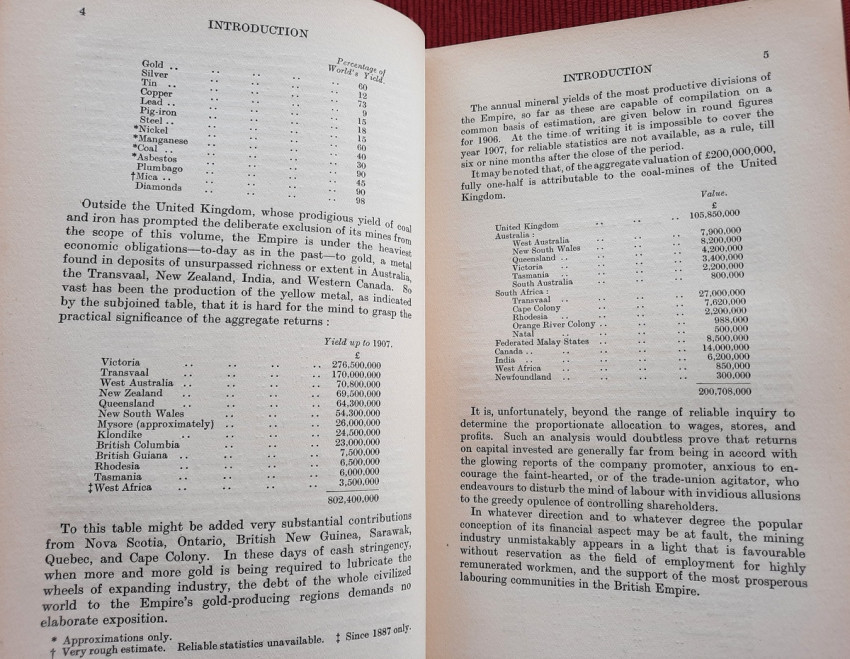 4
INTRODUCTION
Percentage of
World's Yield.
Gold .. .. .. .. .. 60
Silver .. .. .. .. 12
Tin .. .. .. .. .. 73
Copper .. .. .. .. 9
Lead .. .. .. .. .. 15
Pig-iron .. .. .. .. 18
Steel .. .. .. .. .. 15
*Nickel .. .. .. .. 60
*Manganese .. .. .. .. 40
*Coal .. .. .. .. .. 30
*Asbestos .. .. .. .. 90
Plumbago .. .. .. .. 45
†Mica .. .. .. .. .. 90
Diamonds .. .. .. .. 98
Outside the United Kingdom, whose prodigious yield of coal
and iron has prompted the deliberate exclusion of its mines from
the scope of this volume, the Empire is under the heaviest
economic obligations—to-day as in the past—to gold, a metal
found in deposits of unsurpassed richness or extent in Australia,
the Transvaal, New Zealand, India, and Western Canada. So
vast has been the production of the yellow metal, as indicated
by the subjoined table, that it is hard for the mind to grasp the
practical significance of the aggregate returns :
Yield up to 1907.
£
Victoria .. .. .. .. 276,500,000
Transvaal .. .. .. .. 170,000,000
West Australia .. .. .. .. 70,800,000
New Zealand .. .. .. .. 69,500,000
Queensland .. .. .. .. 64,300,000
New South Wales .. .. .. .. 54,300,000
Mysore (approximately) .. .. .. 26,000,000
Klondike .. .. .. .. 24,500,000
British Columbia .. .. .. 23,000,000
British Guiana .. .. .. .. 7,500,000
Rhodesia .. .. .. .. 6,500,000
Tasmania .. .. .. .. 6,000,000
‡West Africa .. .. .. .. 3,500,000
802,400,000
To this table might be added very substantial contributions
from Nova Scotia, Ontario, British New Guinea, Sarawak,
Quebec, and Cape Colony. In these days of cash stringency,
when more and more gold is being required to lubricate the
wheels of expanding industry, the debt of the whole civilized
world to the Empire's gold-producing regions demands no
elaborate exposition.
* Approximations only.
† Very rough estimate. Reliable statistics unavailable. ‡ Since 1887 only.
5
INTRODUCTION
The annual mineral yields of the most productive divisions of
the Empire, so far as these are capable of compilation on a
common basis of estimation, are given below in round figures
for 1906. At the time of writing it is impossible to cover the
year 1907, for reliable statistics are not available, as a rule, till
six or nine months after the close of the period.
It may be noted that, of the aggregate valuation of £200,000,000,
fully one-half is attributable to the coal-mines of the United
Kingdom.
Value.
£
United Kingdom .. .. .. 105,850,000
Australia :
West Australia .. .. .. 7,900,000
New South Wales .. .. .. 8,200,000
Queensland .. .. .. .. 4,200,000
Victoria .. .. .. .. 3,400,000
Tasmania .. .. .. .. 2,200,000
South Australia .. .. .. 800,000
South Africa :
Transvaal .. .. .. 27,000,000
Cape Colony .. .. .. 7,620,000
Rhodesia .. .. .. .. 2,200,000
Orange River Colony .. .. .. 988,000
Natal .. .. .. .. 500,000
Federated Malay States .. .. .. 8,500,000
Canada .. .. .. .. 14,000,000
India .. .. .. .. 6,200,000
West Africa .. .. .. .. 850,000
Newfoundland .. .. .. .. 300,000
200,708,000
It is, unfortunately, beyond the range of reliable inquiry to
determine the proportionate allocation to wages, stores, and
profits. Such an analysis would doubtless prove that returns
on capital invested are generally far from being in accord with
the glowing reports of the company promoter, anxious to en-
courage the faint-hearted, or of the trade-union agitator, who
endeavours to disturb the mind of labour with invidious allusions
to the greedy opulence of controlling shareholders.
In whatever direction and to whatever degree the popular
conception of its financial aspect may be at fault, the mining
industry unmistakably appears in a light that is favourable
without reservation as the field of employment for highly
remunerated workmen, and the support of the most prosperous
labouring communities in the British Empire.